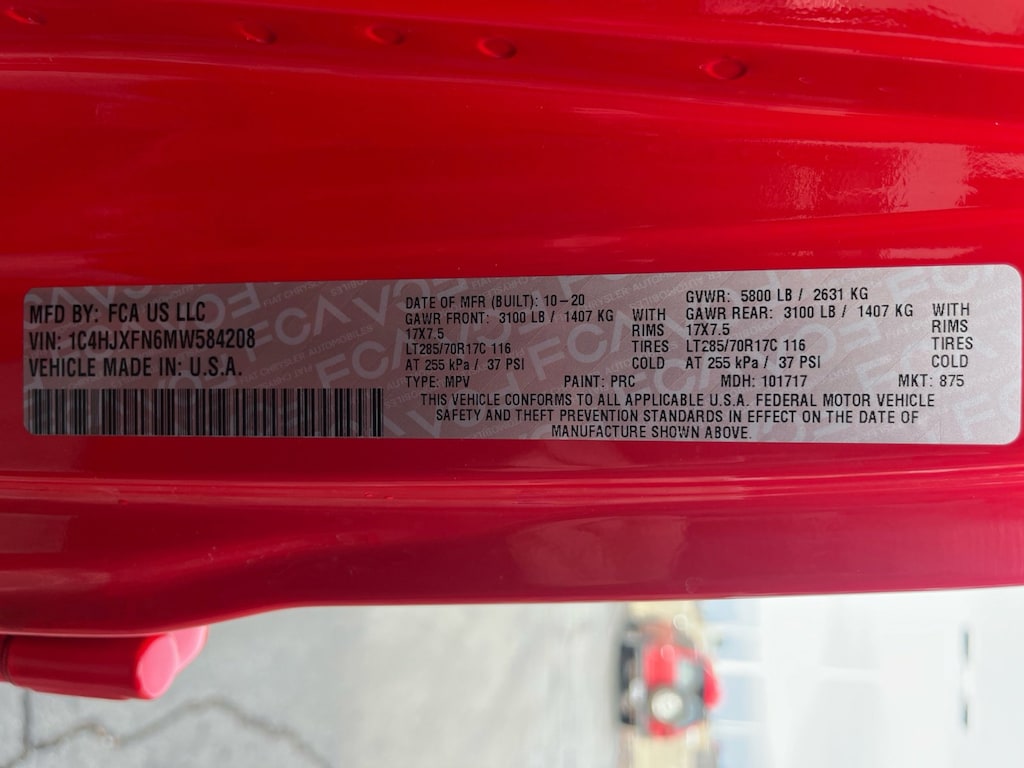 MFD BY: FCA US LLC
VIN: 1C4HJXFN6MW584208
VEHICLE MADE IN: U.S.A.
DATE OF MFR (BUILT): 10-20
GVWR: 5800 LB / 2631 KG
GAWR FRONT: 3100 LB / 1407 KG WITH
GAWR REAR: 3100 LB / 1407 KG WITH
17X7.5 RIMS
17X7.5 RIMS
LT285/70R17C 116 TIRES
LT285/70R17C 116 TIRES
AT 255 kPa / 37 PSI COLD
AT 255 kPa / 37 PSI COLD
TYPE: MPV PAINT: PRC MDH: 101717 MKT: 875
THIS VEHICLE CONFORMS TO ALL APPLICABLE U.S.A. FEDERAL MOTOR VEHICLE
SAFETY AND THEFT PREVENTION STANDARDS IN EFFECT ON THE DATE OF
MANUFACTURE SHOWN ABOVE.